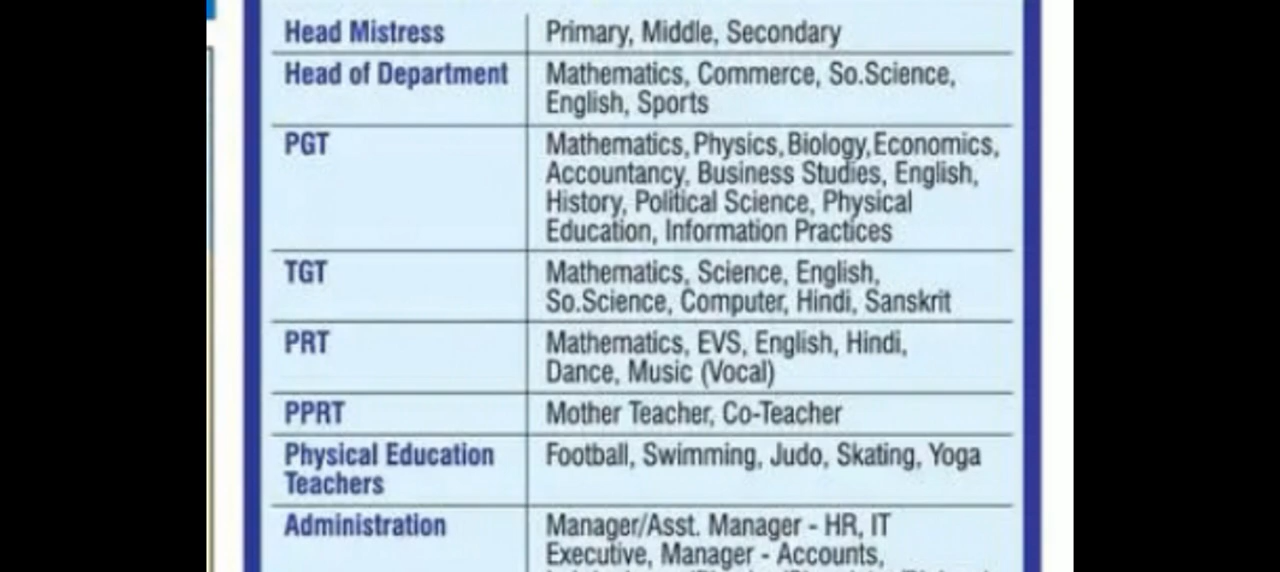 Head Mistress Primary, Middle, Secondary
Head of Department Mathematics, Commerce, So.Science,
English, Sports
PGT Mathematics, Physics, Biology, Economics,
Accountancy, Business Studies, English,
History, Political Science, Physical
Education, Information Practices
TGT Mathematics, Science, English,
So.Science, Computer, Hindi, Sanskrit
PRT Mathematics, EVS, English, Hindi,
Dance, Music (Vocal)
PPRT Mother Teacher, Co-Teacher
Physical Education Football, Swimming, Judo, Skating, Yoga
Teachers
Administration Manager/Asst. Manager - HR, IT
Executive, Manager - Accounts,